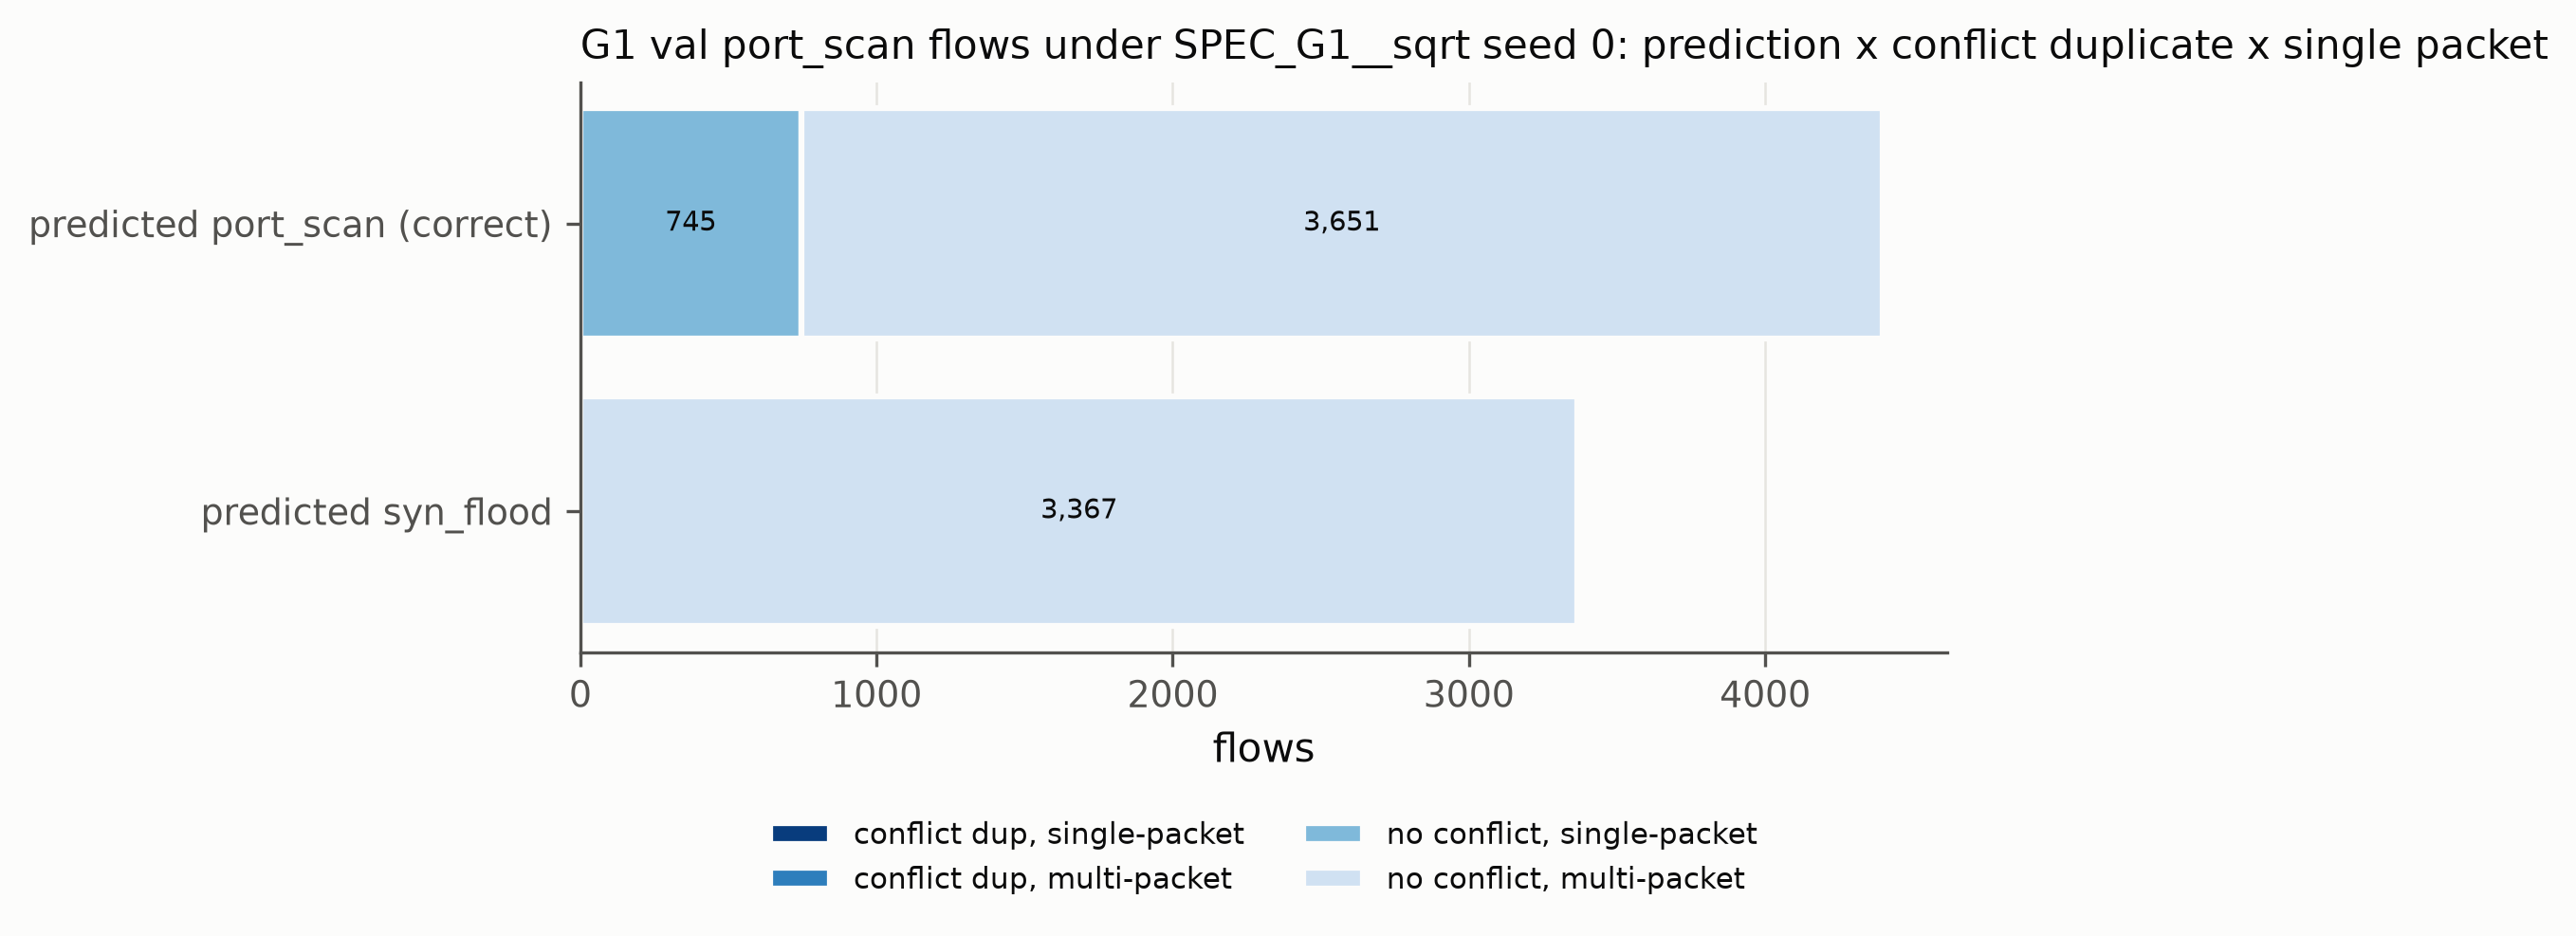 G1 val port_scan flows under SPEC_G1__sqrt seed 0: prediction x conflict duplicate x single packet
predicted port_scan (correct)
745
3,651
predicted syn_flood
3,367
0
1000
2000
3000
4000
flows
conflict dup, single-packet
conflict dup, multi-packet
no conflict, single-packet
no conflict, multi-packet